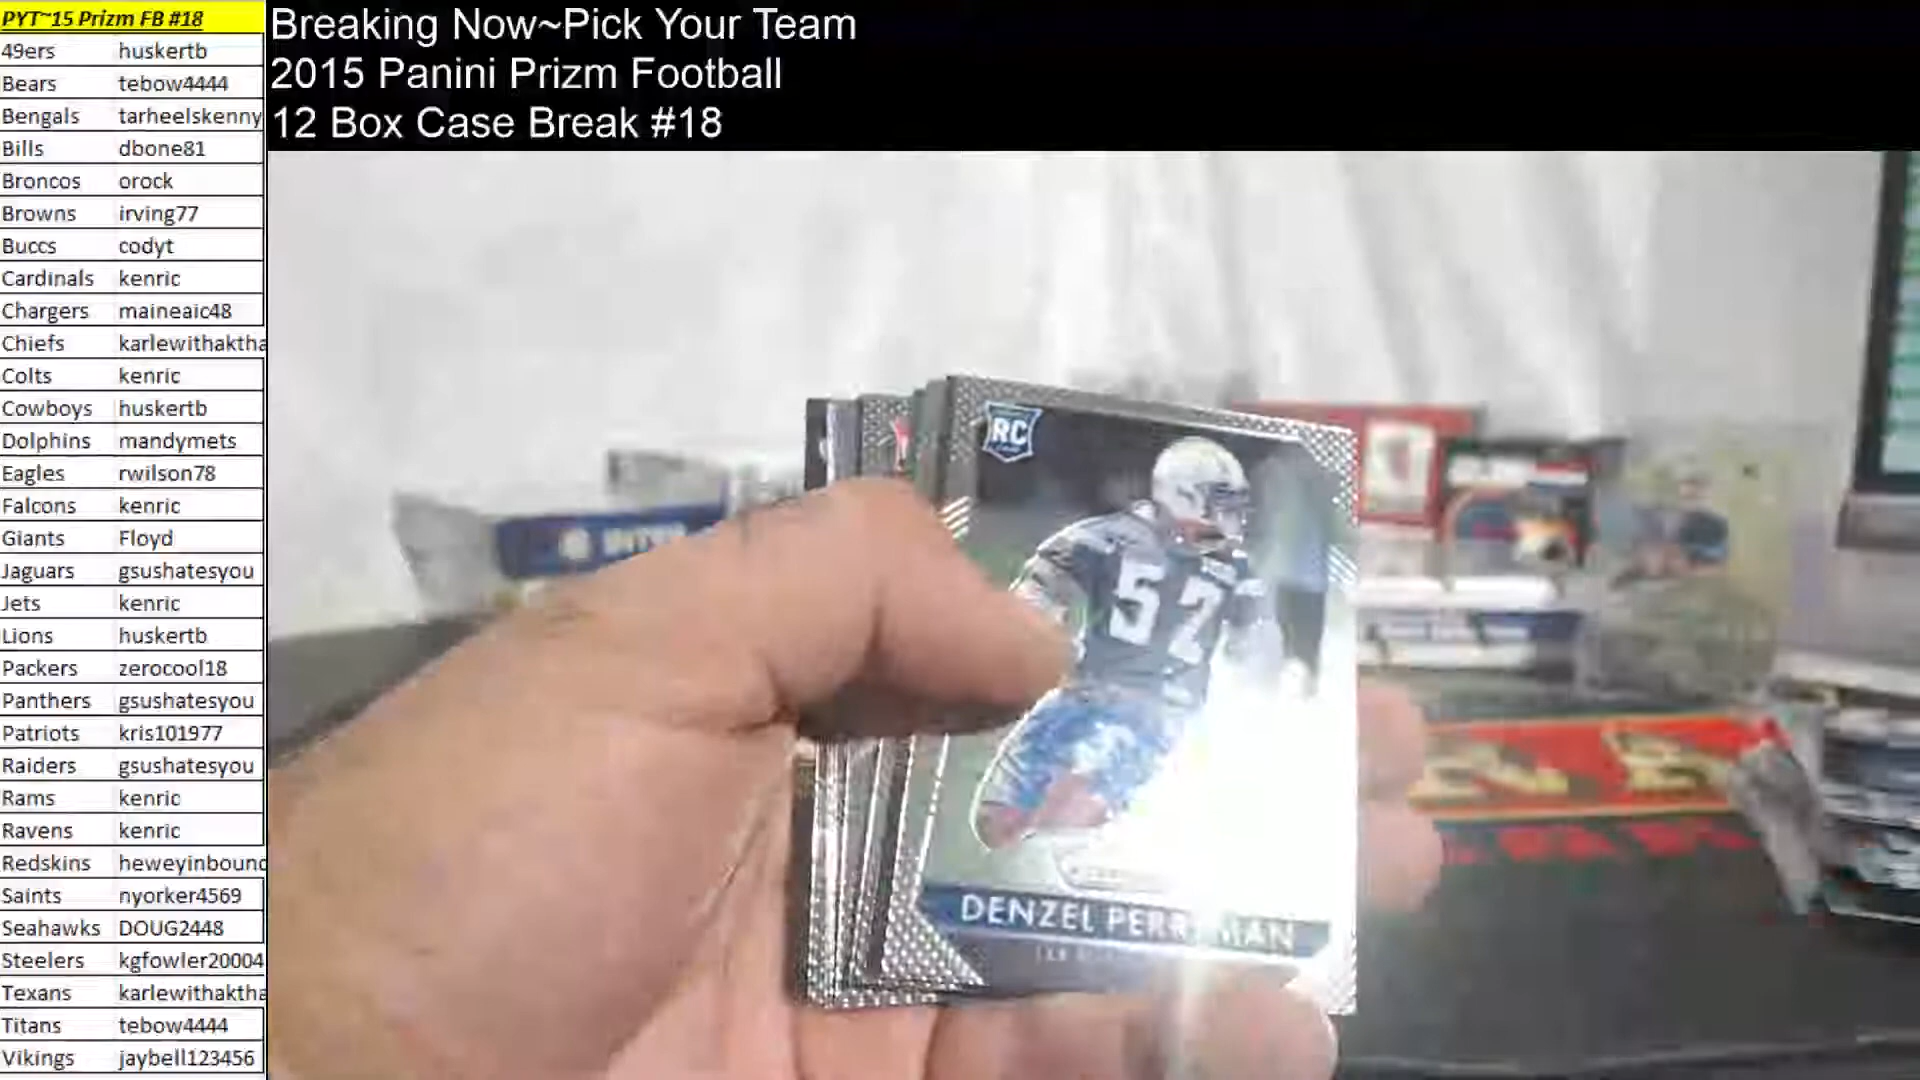 PYT~15 Prizm FB #18
49ers huskertb
Bears tebow4444
Bengals tarheelskenny
Bills dbone81
Broncos orock
Browns irving77
Buccs codyt
Cardinals kenric
Chargers maineaic48
Chiefs karlewithaktha
Colts kenric
Cowboys huskertb
Dolphins mandymets
Eagles rwilson78
Falcons kenric
Giants Floyd
Jaguars gsushatesyou
Jets kenric
Lions huskertb
Packers zerocool18
Panthers gsushatesyou
Patriots kris101977
Raiders gsushatesyou
Rams kenric
Ravens kenric
Redskins heweyinbound
Saints nyorker4569
Seahawks DOUG2448
Steelers kgfowler20004
Texans karlewithaktha
Titans tebow4444
Vikings jaybell123456
Breaking Now~Pick Your Team
2015 Panini Prizm Football
12 Box Case Break #18
RC
52
DENZEL PERRYMAN